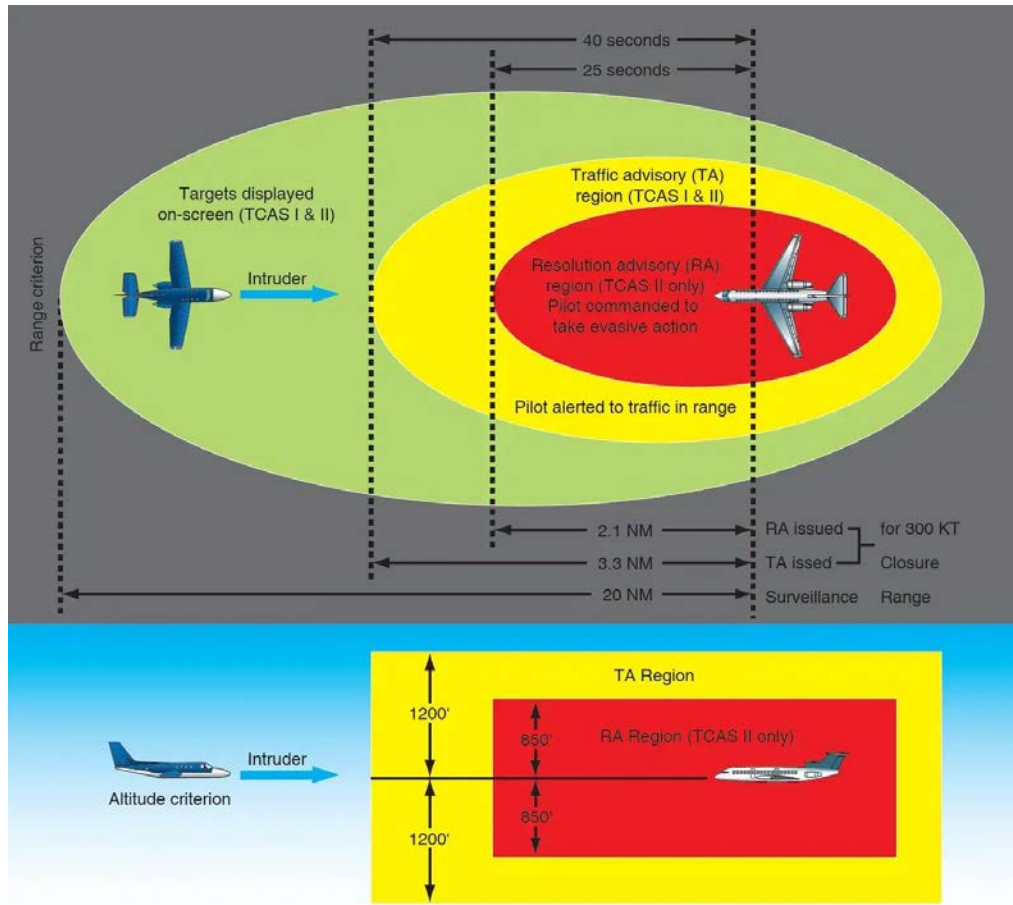 40 seconds
25 seconds
Traffic advisory (TA)
region (TCAS I & II)
Targets displayed
on-screen (TCAS I & II)
Range criterion
Intruder
Resolution advisory (RA)
region (TCAS II only)
Pilot commanded to
take evasive action
Pilot alerted to traffic in range
2.1 NM RA issued for 300 KT
3.3 NM TA issed Closure
20 NM Surveillance Range
TA Region
1200'
850'
RA Region (TCAS II only)
Intruder
Altitude criterion
850'
1200'